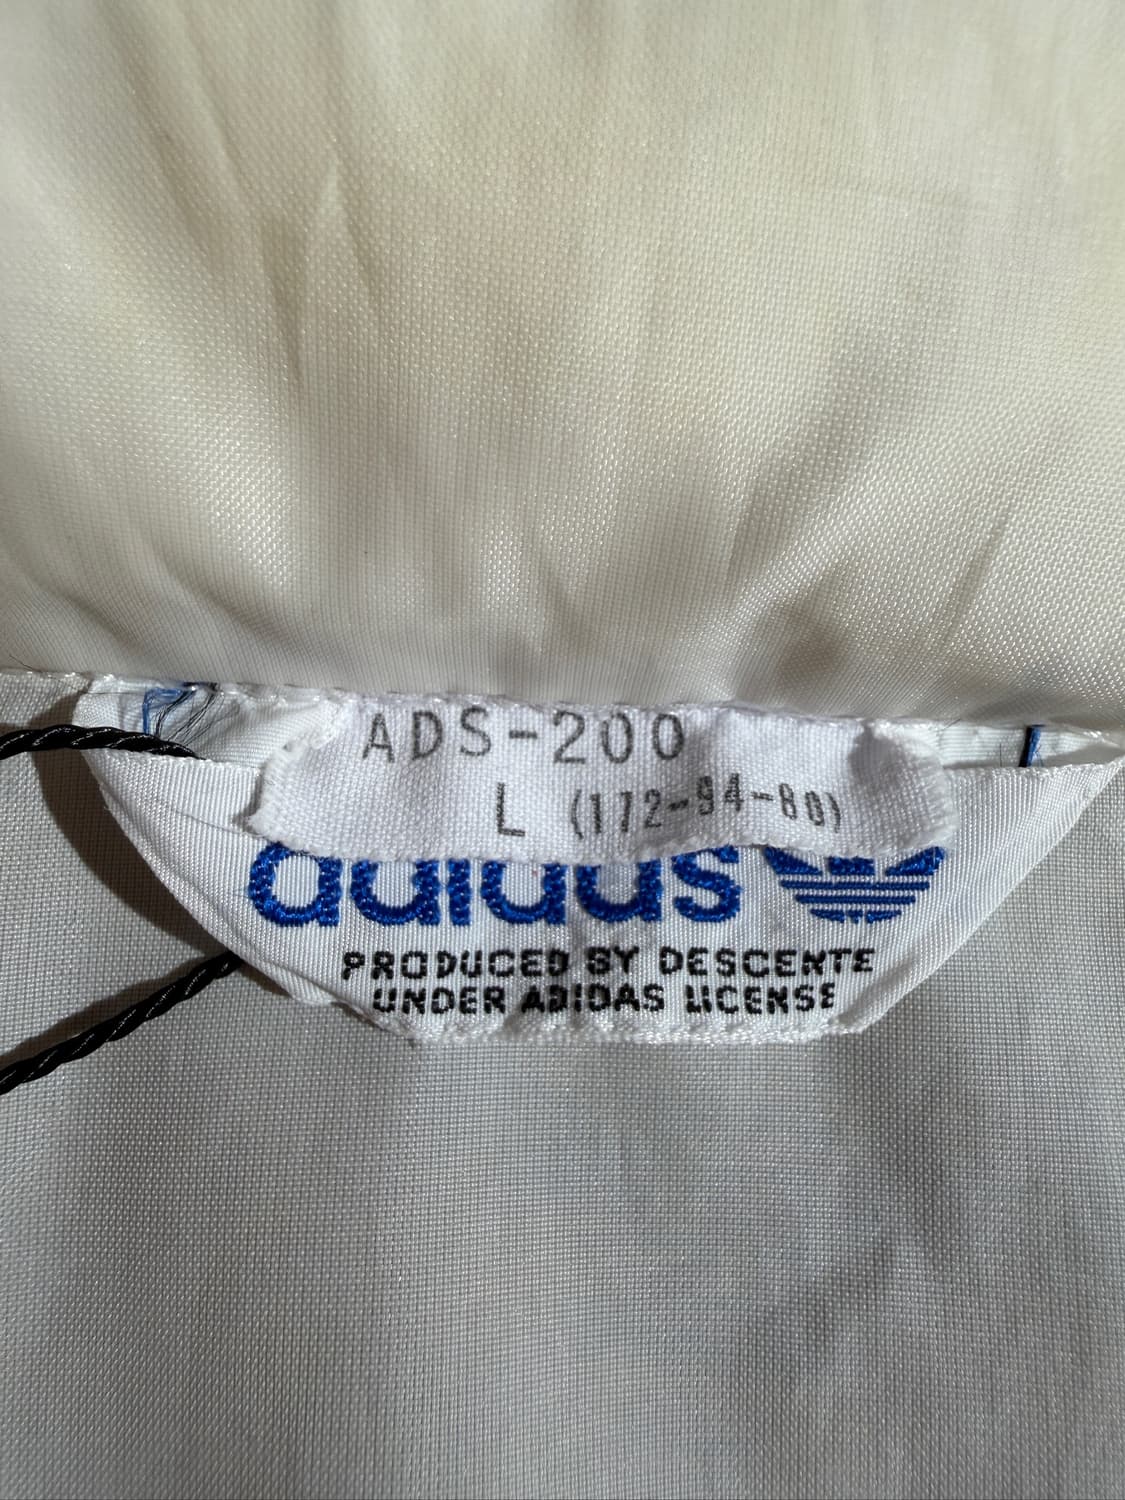 ADS-200
L (172-94-80)
adidas
PRODUCED BY DESCENTE
UNDER ADIDAS LICENSE